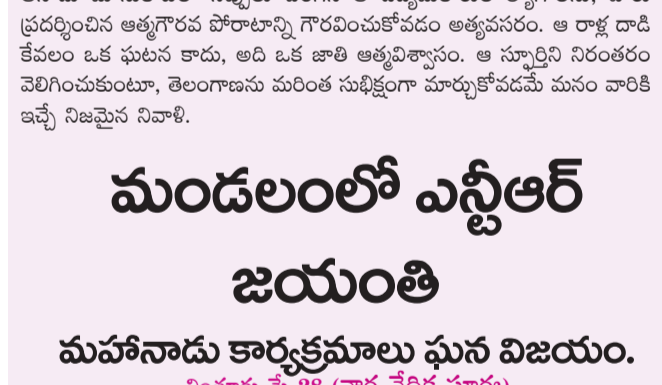 ప్రదర్శించిన ఆత్మగౌరవ పోరాటాన్ని గౌరవించుకోవడం అత్యవసరం. ఆ రాళ్ల దాడి
కేవలం ఒక ఘటన కాదు, అది ఒక జాతి ఆత్మవిశ్వాసం. ఆ స్ఫూర్తిని నిరంతరం
వెలిగించుకుంటూ, తెలంగాణను మరింత సుభిక్షంగా మార్చుకోవడమే మనం వారికి
ఇచ్చే నిజమైన నివాళి.
మండలంలో ఎన్టీఆర్
జయంతి
మహానాడు కార్యక్రమాలు ఘన విజయం.